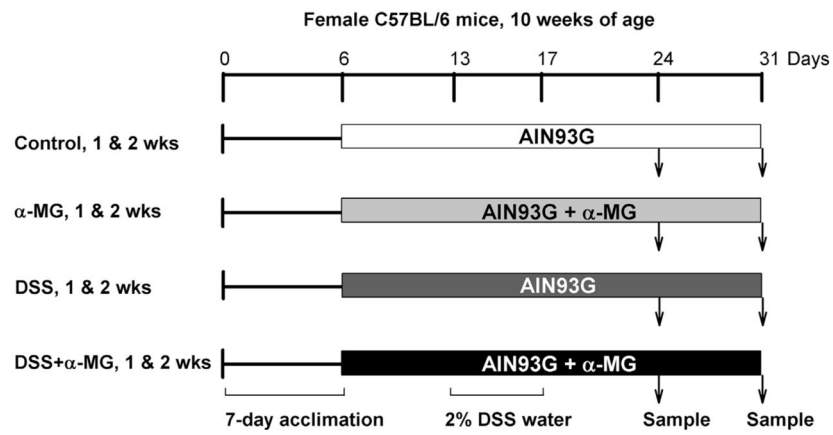 Female C57BL/6 mice, 10 weeks of age
0 6 13 17 24 31 Days
Control, 1 & 2 wks AIN93G
α-MG, 1 & 2 wks AIN93G + α-MG
DSS, 1 & 2 wks AIN93G
DSS+α-MG, 1 & 2 wks AIN93G + α-MG
7-day acclimation 2% DSS water Sample Sample